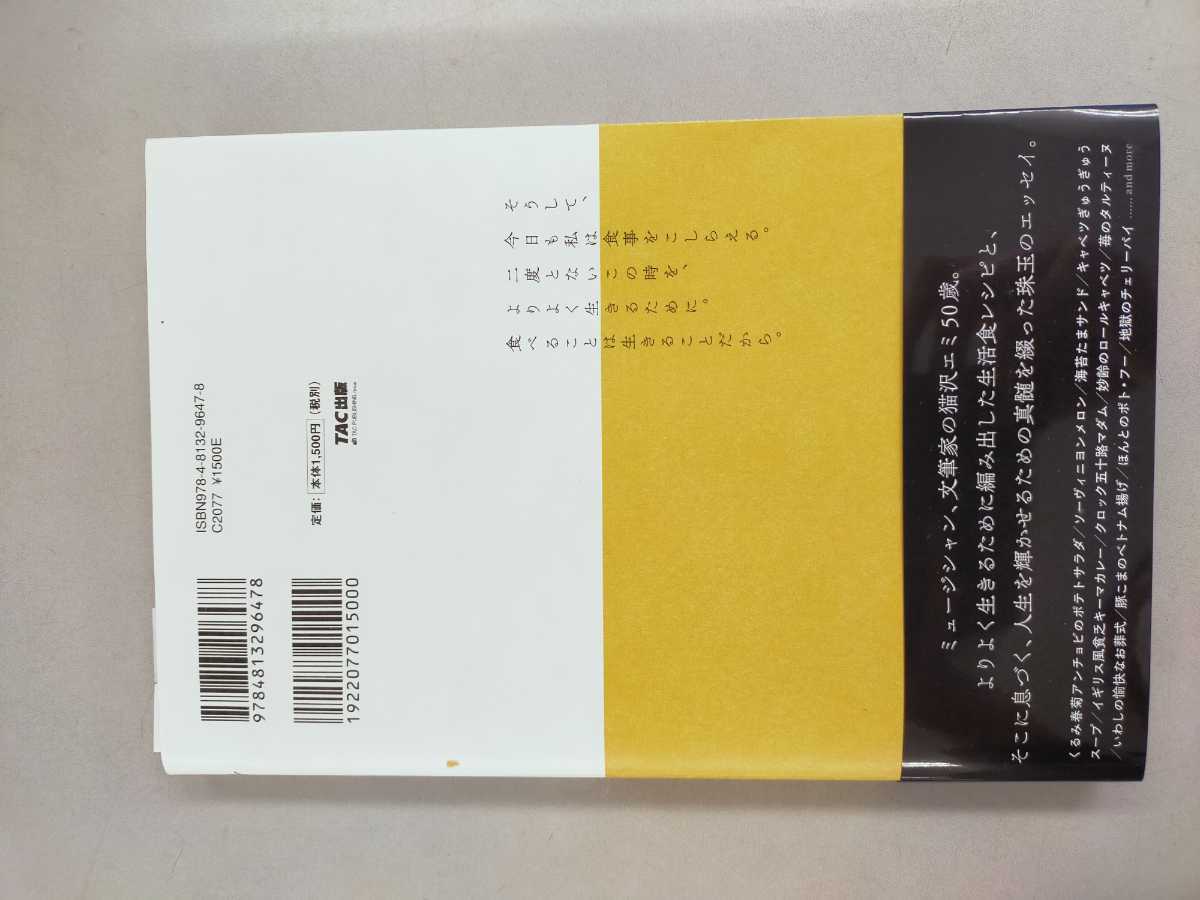 ISBN978-4-8132-9647-8
C2077 ¥1500E
定価: 本体1,500円 (税別)
TAC出版
TAC PUBLISHING Group
9784813296478
1922077015000
そうして、
今日も私は食事をこしらえる。
二度とないこの時を、
よりよく生きるために。
食べることは生きることだから。
ミュージシャン、文筆家の猫沢エミ50歳。
よりよく生きるために編み出した生活食レシピと、
そこに息づく、人生を輝かせるための真髄を綴った珠玉のエッセイ。
くるみ春菊アンチョビのポテトサラダ/ソーヴィニヨンメロン/海苔たまサンド/キャベツぎゅうぎゅう
スープ/イギリス風貧乏キーマカレー/クロック五十路マダム/妙齢のロールキャベツ/苺のタルティーヌ
/いわしの愉快なお葬式/豚こまのベトナム揚げ/ほんとのポト・フー/地獄のチェリーパイ ……and more